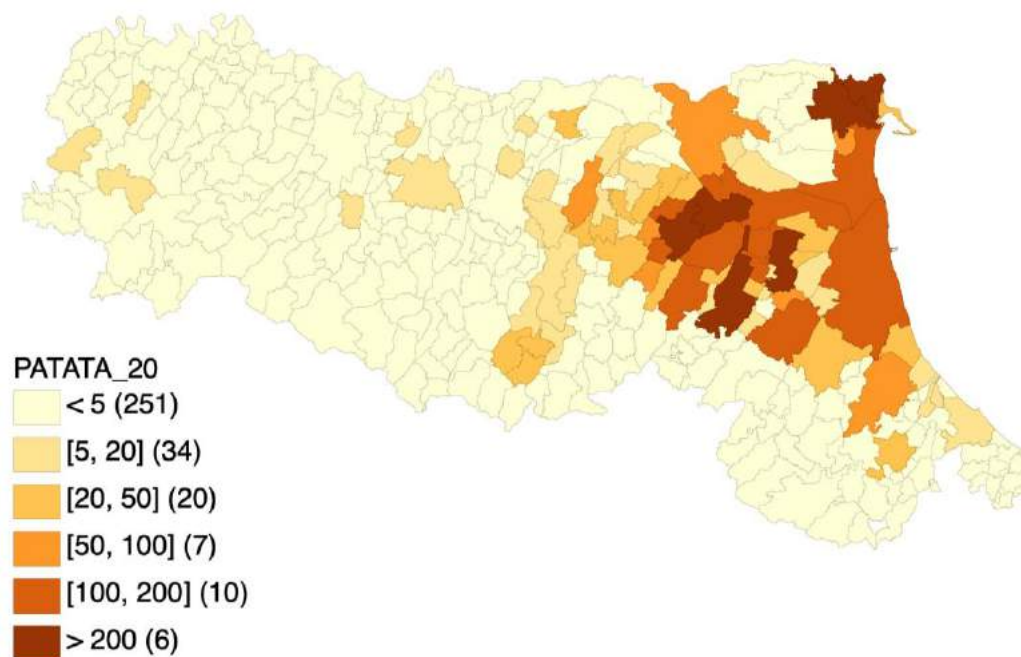 PATATA_20
< 5 (251)
[5, 20] (34)
[20, 50] (20)
[50, 100] (7)
[100, 200] (10)
> 200 (6)